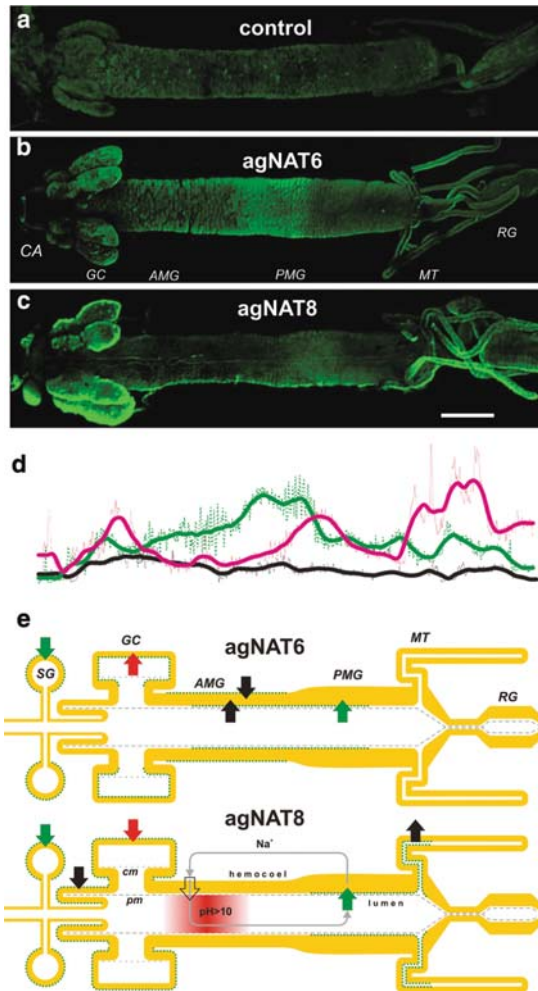 a
control
b
agNAT6
CA
GC
AMG
PMG
MT
RG
c
agNAT8
d
e
agNAT6
GC
MT
SG
AMG
PMG
RG
agNAT8
Na+
cm
hemocoel
pm
pH>10
lumen